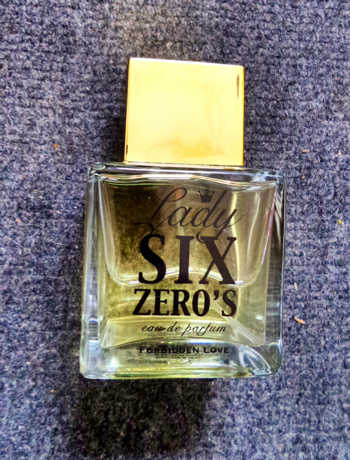 Lady
SIX
ZERO'S
eau de parfum
FORBIDDEN LOVE